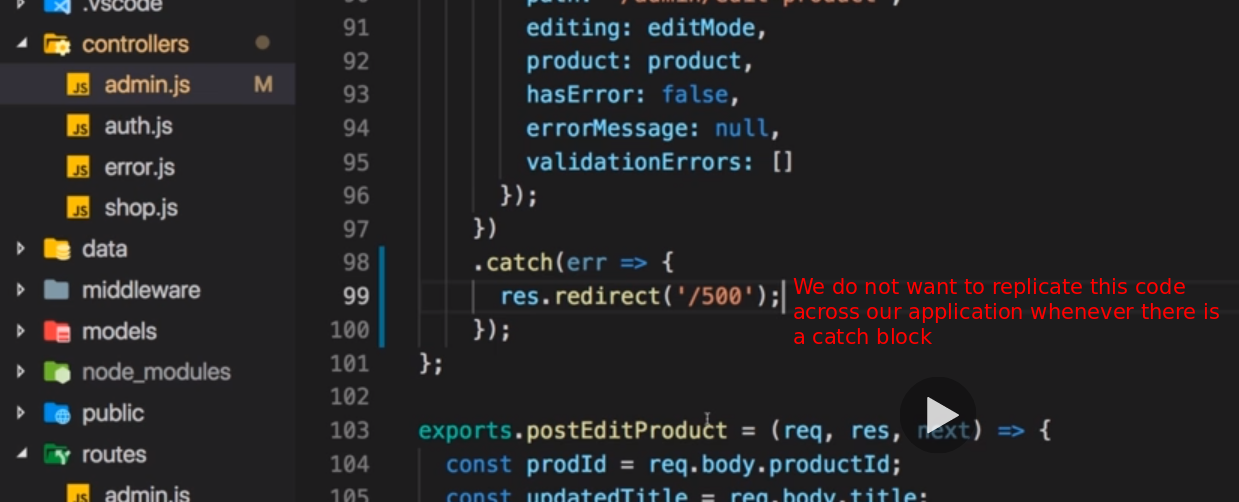 .vscode
controllers
admin.js M
auth.js
error.js
shop.js
data
middleware
models
node_modules
public
routes
admin.js
91 editing: editMode,
92 product: product,
93 hasError: false,
94 errorMessage: null,
95 validationErrors: []
96 });
97 })
98 .catch(err => {
99 res.redirect('/500');
100 });
101 };
102
103 exports.postEditProduct = (req, res, next) => {
104 const prodId = req.body.productId;
105 const updatedTitle = req.body.title;
We do not want to replicate this code
across our application whenever there is
a catch block